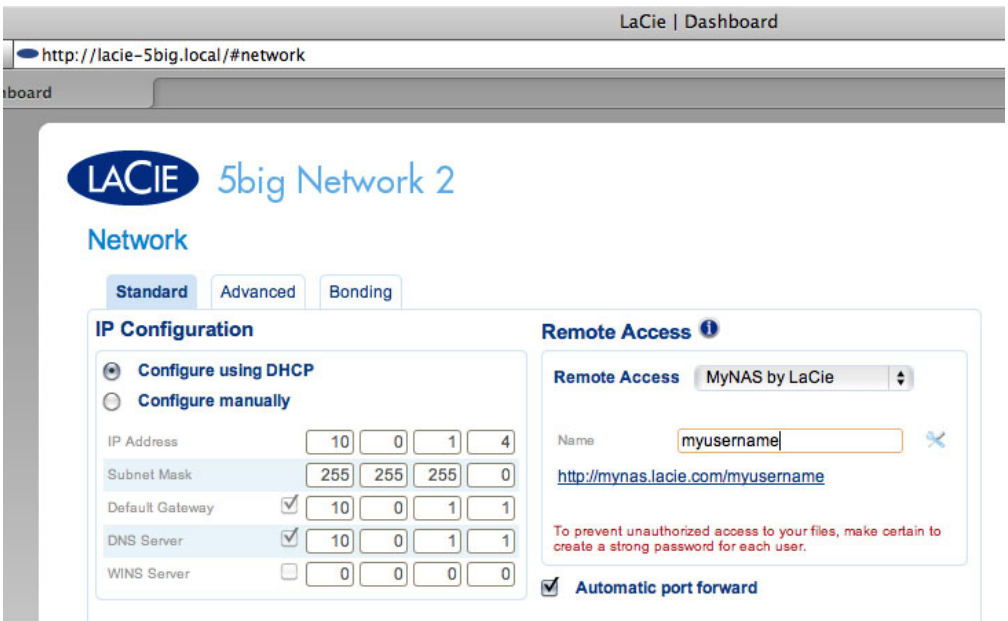 LaCie | Dashboard
http://lacie-5big.local/#network
board
LACIE 5big Network 2
Network
Standard Advanced Bonding
IP Configuration
Configure using DHCP
Configure manually
IP Address 10 0 1 4
Subnet Mask 255 255 255 0
Default Gateway 10 0 1 1
DNS Server 10 0 1 1
WINS Server 0 0 0 0
Remote Access i
Remote Access MyNAS by LaCie
Name myusername
http://mynas.lacie.com/myusername
To prevent unauthorized access to your files, make certain to
create a strong password for each user.
Automatic port forward